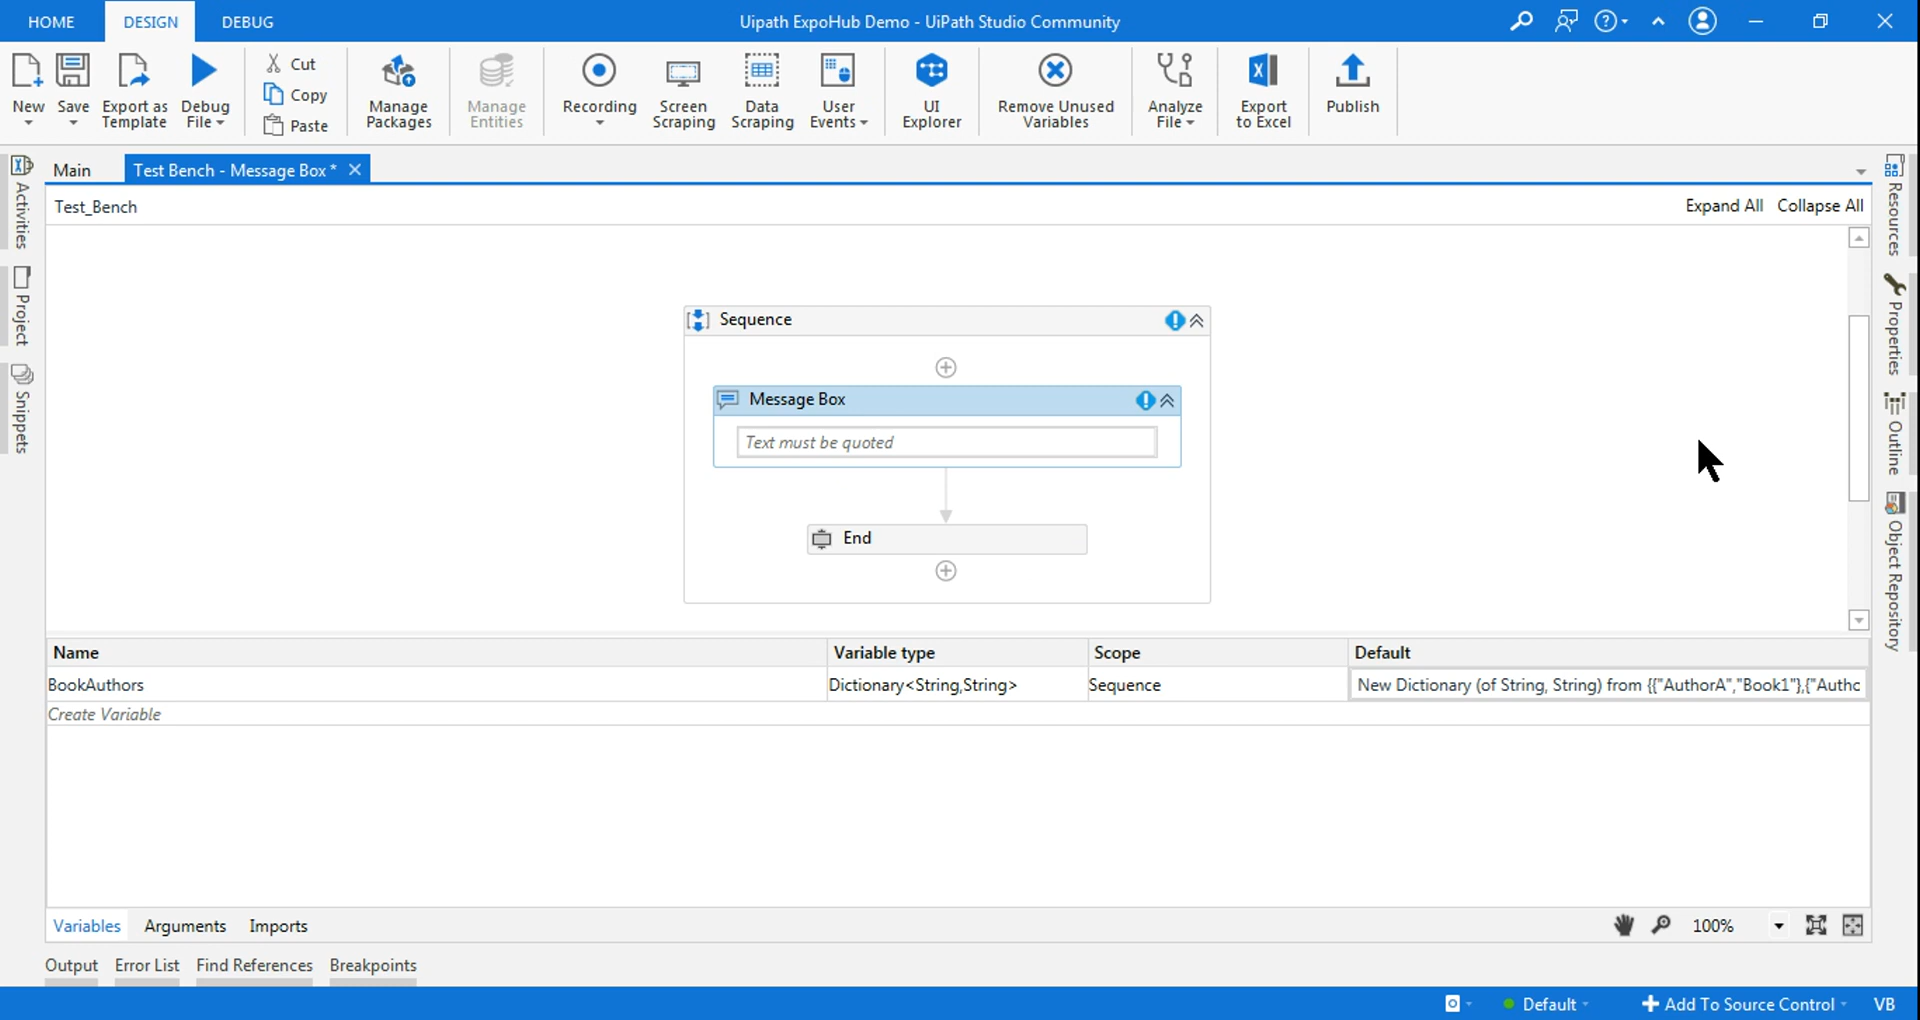 HOME DESIGN DEBUG Uipath ExpoHub Demo - UiPath Studio Community
New Save Export as Template Debug File Cut Copy Paste Manage Packages Manage Entities Recording Screen Scraping Data Scraping User Events UI Explorer Remove Unused Variables Analyze File Export to Excel Publish
Main Test Bench - Message Box *
Test_Bench Expand All Collapse All
Activities
Project
Snippets
Resources
Properties
Outline
Object Repository
Sequence
Message Box
Text must be quoted
End
Name Variable type Scope Default
BookAuthors Dictionary<String,String> Sequence New Dictionary (of String, String) from {{"AuthorA","Book1"},{"Autho
Create Variable
Variables Arguments Imports 100%
Output Error List Find References Breakpoints
Default Add To Source Control VB